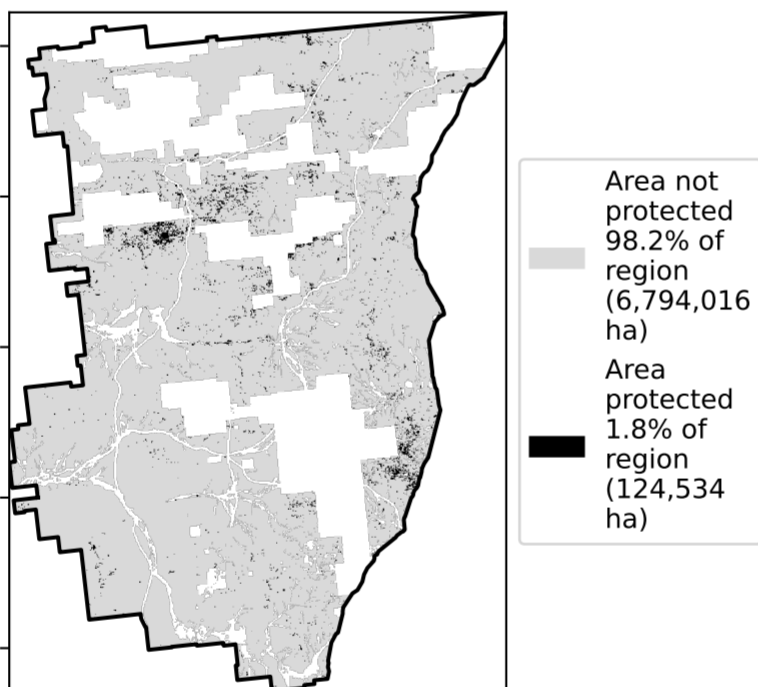 Area not
protected
98.2% of
region
(6,794,016
ha)
Area
protected
1.8% of
region
(124,534
ha)